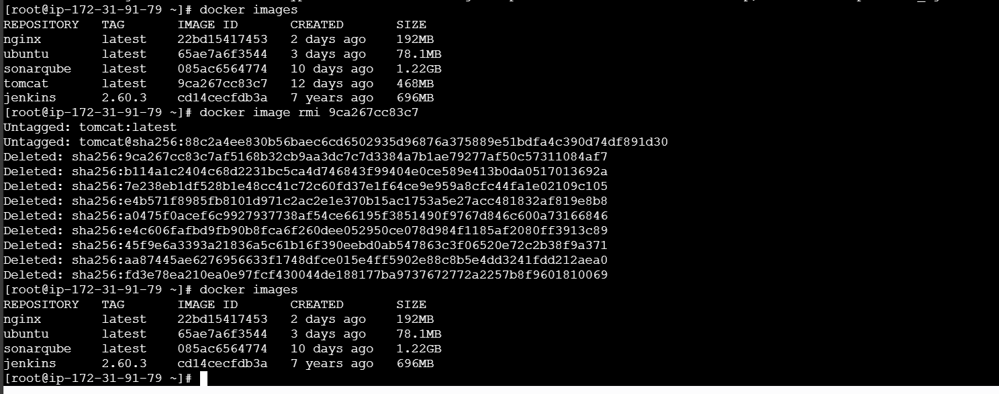 [root@ip-172-31-91-79 ~]# docker images
REPOSITORY   TAG       IMAGE ID       CREATED       SIZE
nginx        latest    22bd15417453   2 days ago    192MB
ubuntu       latest    65ae7a6f3544   3 days ago    78.1MB
sonarqube    latest    085ac6564774   10 days ago   1.22GB
tomcat       latest    9ca267cc83c7   12 days ago   468MB
jenkins      2.60.3    cd14cecfdb3a   7 years ago   696MB
[root@ip-172-31-91-79 ~]# docker image rmi 9ca267cc83c7
Untagged: tomcat:latest
Untagged: tomcat@sha256:88c2a4ee830b56baec6cd6502935d96876a375889e51bdfa4c390d74df891d30
Deleted: sha256:9ca267cc83c7af5168b32cb9aa3dc7c7d3384a7b1ae79277af50c57311084af7
Deleted: sha256:b114a1c2404c68d2231bc5ca4d746843f99404e0ce589e413b0da0517013692a
Deleted: sha256:7e238eb1df528b1e48cc41c72c60fd37e1f64ce9e959a8cfc44fa1e02109c105
Deleted: sha256:e4b571f8985fb8101d971c2ac2e1e370b15ac1753a5e27acc481832af819e8b8
Deleted: sha256:a0475f0acef6c9927937738af54ce66195f3851490f9767d846c600a73166846
Deleted: sha256:e4c606fafbd9fb90b8fca6f260dee052950ce078d984f1185af2080ff3913c89
Deleted: sha256:45f9e6a3393a21836a5c61b16f390eebd0ab547863c3f06520e72c2b38f9a371
Deleted: sha256:aa87445ae6276956633f1748dfce015e4ff5902e88c8b5e4dd3241fdd212aea0
Deleted: sha256:fd3e78ea210ea0e97fcf430044de188177ba9737672772a2257b8f9601810069
[root@ip-172-31-91-79 ~]# docker images
REPOSITORY   TAG       IMAGE ID       CREATED       SIZE
nginx        latest    22bd15417453   2 days ago    192MB
ubuntu       latest    65ae7a6f3544   3 days ago    78.1MB
sonarqube    latest    085ac6564774   10 days ago   1.22GB
jenkins      2.60.3    cd14cecfdb3a   7 years ago   696MB
[root@ip-172-31-91-79 ~]#